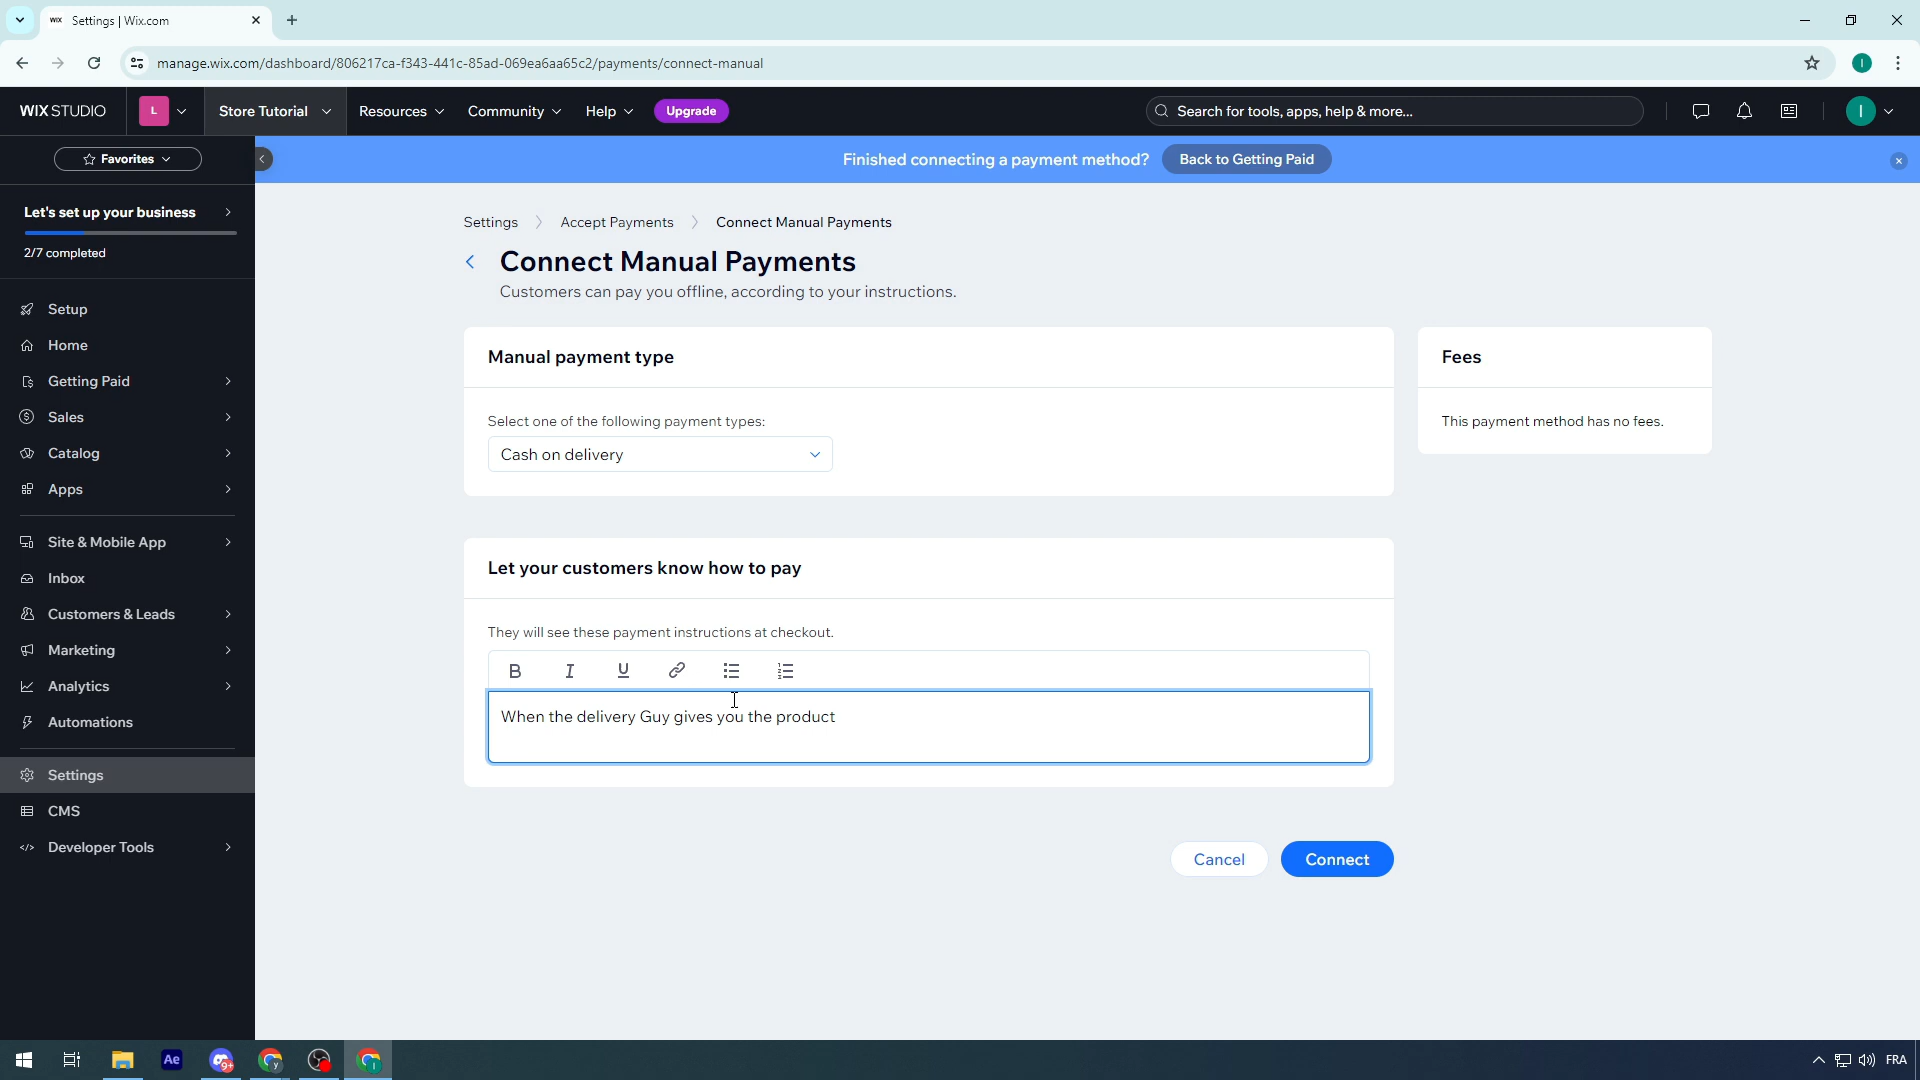 WIX Settings | Wix.com
manage.wix.com/dashboard/806217ca-f343-441c-85ad-069ea6aa65c2/payments/connect-manual
I
WIX STUDIO
L
Store Tutorial
Resources
Community
Help
Upgrade
Search for tools, apps, help & more...
I
Favorites
Finished connecting a payment method?
Back to Getting Paid
Let's set up your business
2/7 completed
Setup
Home
Getting Paid
Sales
Catalog
Apps
Site & Mobile App
Inbox
Customers & Leads
Marketing
Analytics
Automations
Settings
CMS
Developer Tools
Settings > Accept Payments > Connect Manual Payments
Connect Manual Payments
Customers can pay you offline, according to your instructions.
Manual payment type
Select one of the following payment types:
Cash on delivery
Fees
This payment method has no fees.
Let your customers know how to pay
They will see these payment instructions at checkout.
B I U
When the delivery Guy gives you the product
Cancel
Connect
Ae
9+
y
I
FRA